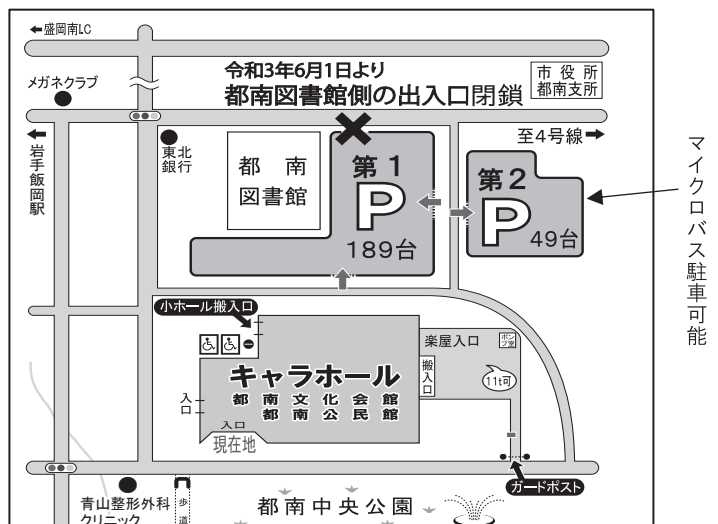 ←盛岡南I.C
メガネクラブ
令和3年6月1日より
都南図書館側の出入口閉鎖
市役所
都南支所
至4号線→
岩手飯岡駅
東北
銀行
都南
図書館
第1
P
189台
第2
P
49台
マイクロバス駐車可能
小ホール搬入口
楽屋入口
ポンプ室
搬入口
11t可
キャラホール
都南文化会館
都南公民館
入口
入口
現在地
ガードポスト
青山整形外科
クリニック
歩道
都南中央公園